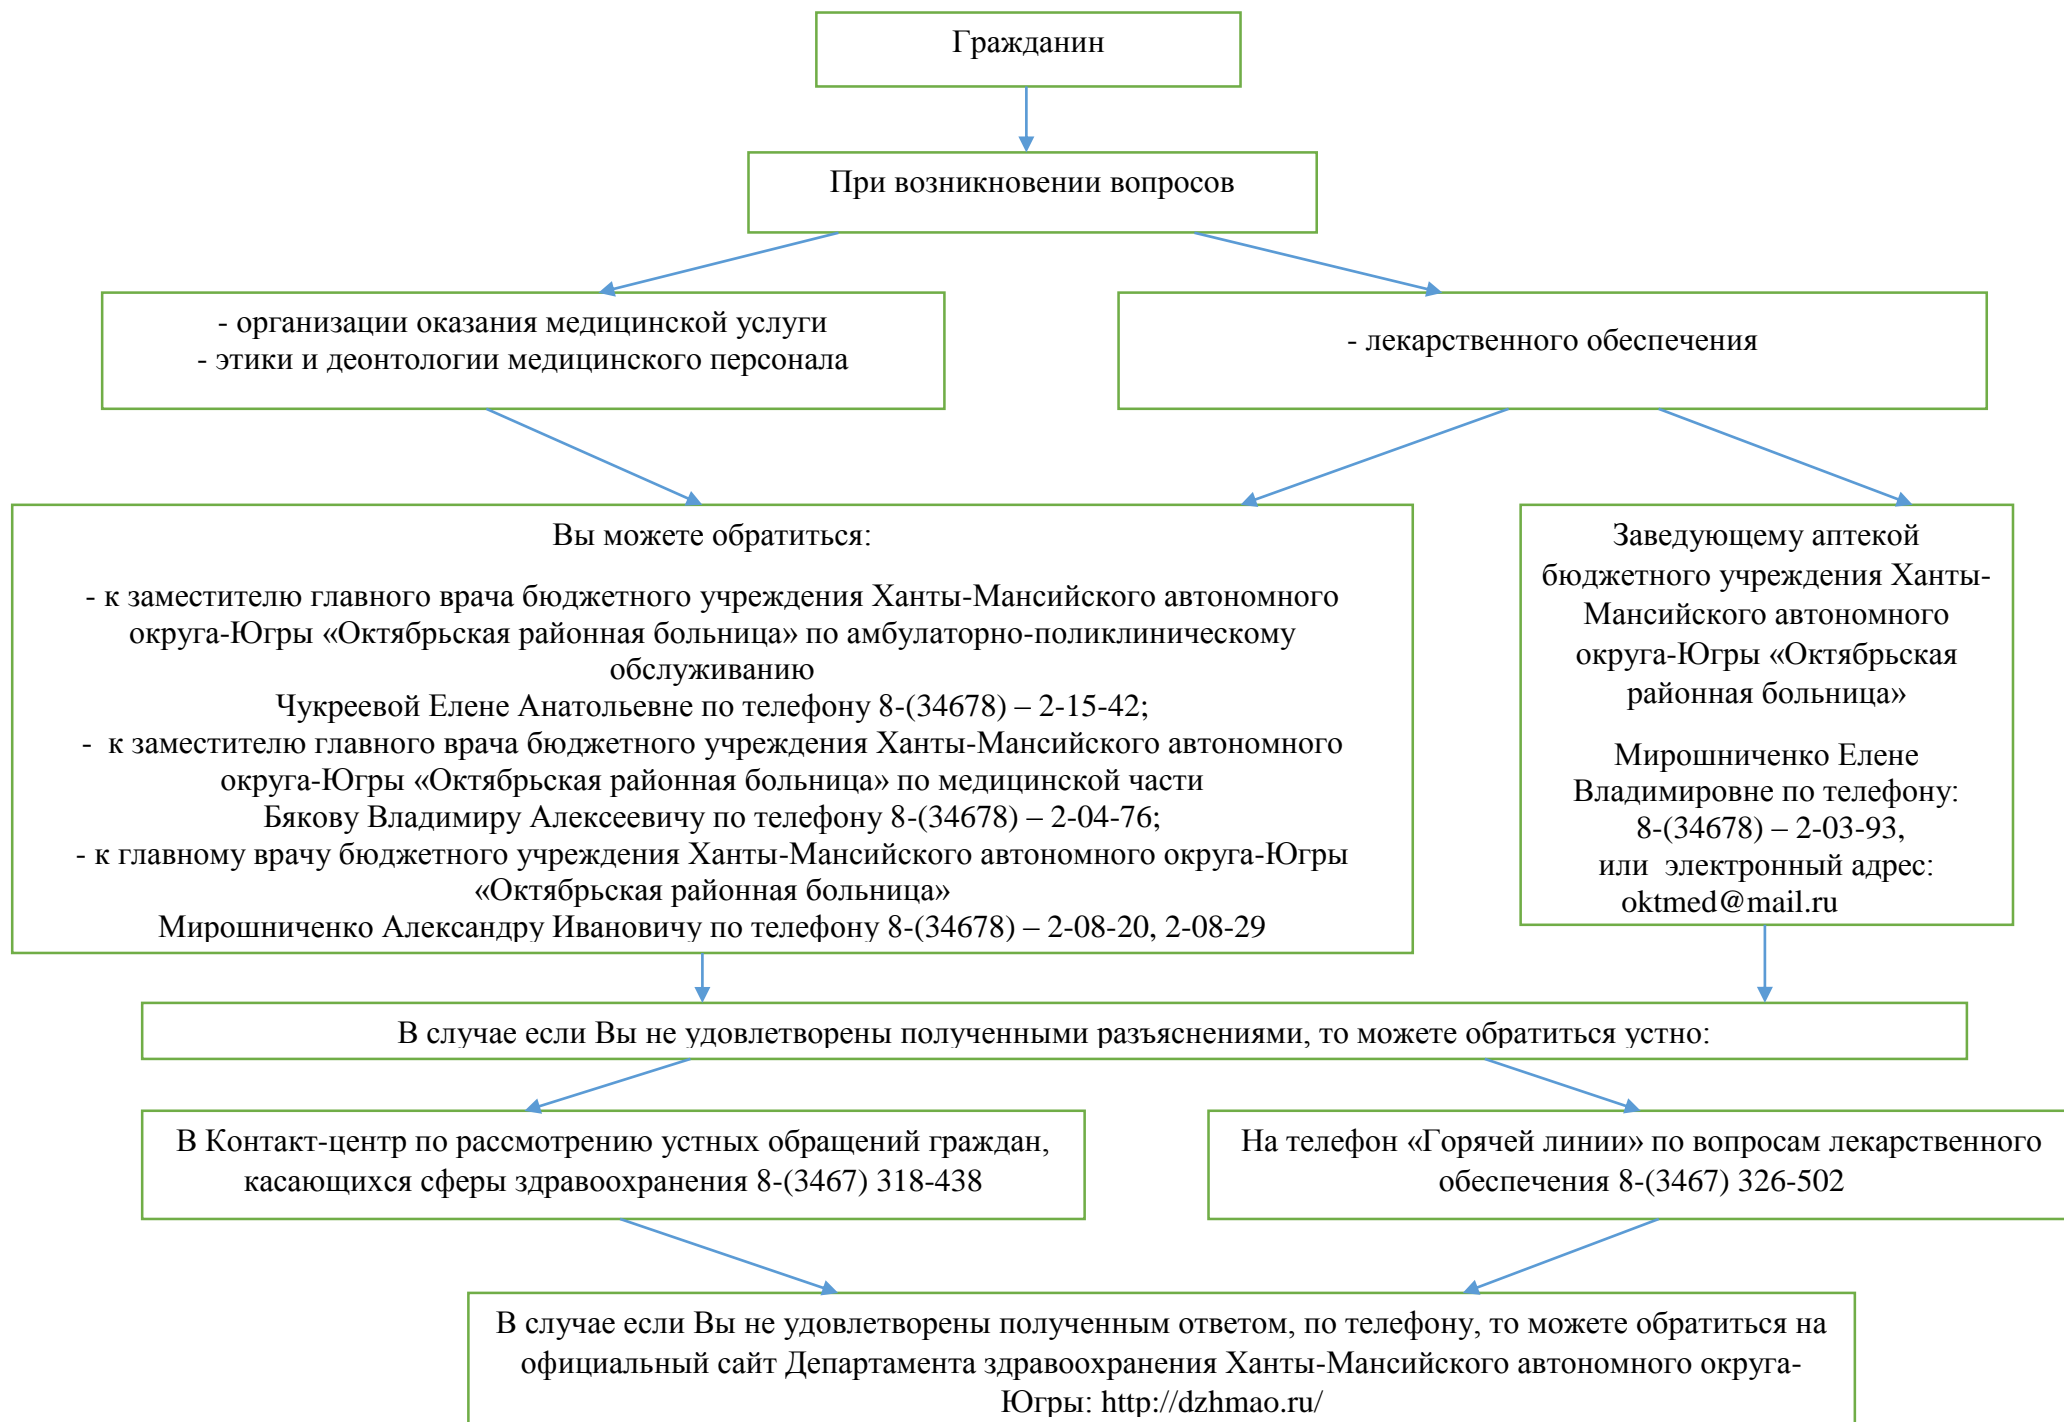 Гражданин
При возникновении вопросов
- организации оказания медицинской услуги
- этики и деонтологии медицинского персонала
- лекарственного обеспечения
Вы можете обратиться:
- к заместителю главного врача бюджетного учреждения Ханты-Мансийского автономного
округа-Югры «Октябрьская районная больница» по амбулаторно-поликлиническому
обслуживанию
Чукреевой Елене Анатольевне по телефону 8-(34678) – 2-15-42;
- к заместителю главного врача бюджетного учреждения Ханты-Мансийского автономного
округа-Югры «Октябрьская районная больница» по медицинской части
Бякову Владимиру Алексеевичу по телефону 8-(34678) – 2-04-76;
- к главному врачу бюджетного учреждения Ханты-Мансийского автономного округа-Югры
«Октябрьская районная больница»
Мирошниченко Александру Ивановичу по телефону 8-(34678) – 2-08-20, 2-08-29
Заведующему аптекой
бюджетного учреждения Ханты-
Мансийского автономного
округа-Югры «Октябрьская
районная больница»
Мирошниченко Елене
Владимировне по телефону:
8-(34678) – 2-03-93,
или электронный адрес:
oktmed@mail.ru
В случае если Вы не удовлетворены полученными разъяснениями, то можете обратиться устно:
В Контакт-центр по рассмотрению устных обращений граждан,
касающихся сферы здравоохранения 8-(3467) 318-438
На телефон «Горячей линии» по вопросам лекарственного
обеспечения 8-(3467) 326-502
В случае если Вы не удовлетворены полученным ответом, по телефону, то можете обратиться на
официальный сайт Департамента здравоохранения Ханты-Мансийского автономного округа-
Югры: http://dzhmao.ru/